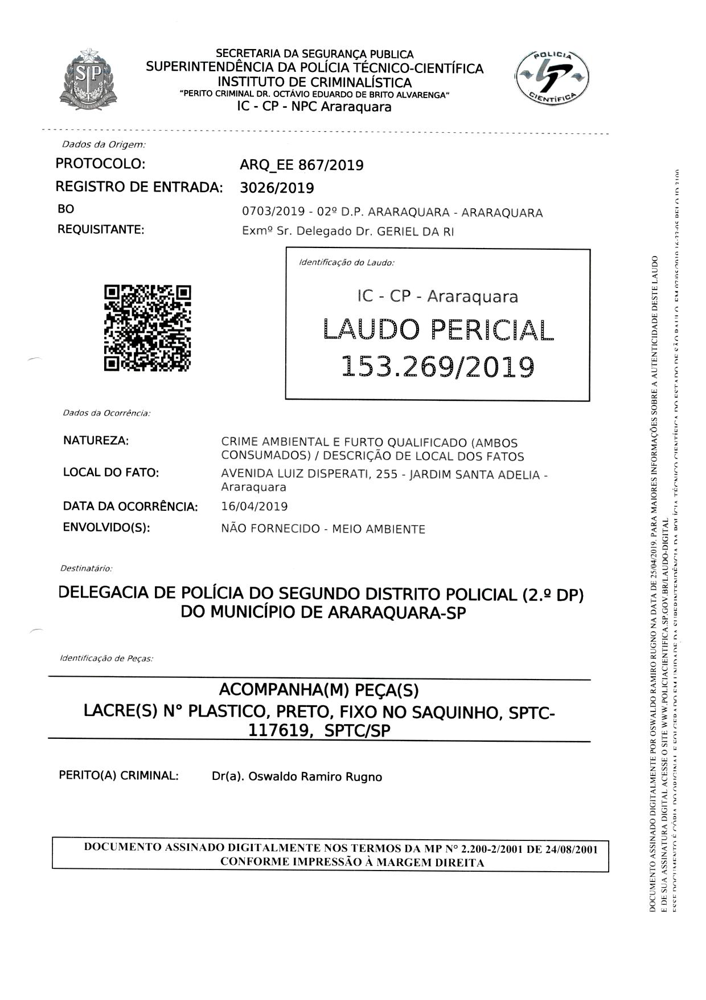 SECRETARIA DA SEGURANÇA PUBLICA
SUPERINTENDÊNCIA DA POLÍCIA TÉCNICO-CIENTÍFICA
INSTITUTO DE CRIMINALÍSTICA
"PERITO CRIMINAL DR. OCTÁVIO EDUARDO DE BRITO ALVARENGA"
IC - CP - NPC Araraquara
SP
POLICIA
CIENTÍFICA
Dados da Origem:
PROTOCOLO: ARQ_EE 867/2019
REGISTRO DE ENTRADA: 3026/2019
BO 0703/2019 - 02º D.P. ARARAQUARA - ARARAQUARA
REQUISITANTE: Exmº Sr. Delegado Dr. GERIEL DA RI
Identificação do Laudo:
IC - CP - Araraquara
LAUDO PERICIAL
153.269/2019
Dados da Ocorrência:
NATUREZA: CRIME AMBIENTAL E FURTO QUALIFICADO (AMBOS
CONSUMADOS) / DESCRIÇÃO DE LOCAL DOS FATOS
LOCAL DO FATO: AVENIDA LUIZ DISPERATI, 255 - JARDIM SANTA ADELIA -
Araraquara
DATA DA OCORRÊNCIA: 16/04/2019
ENVOLVIDO(S): NÃO FORNECIDO - MEIO AMBIENTE
Destinatário:
DELEGACIA DE POLÍCIA DO SEGUNDO DISTRITO POLICIAL (2.º DP)
DO MUNICÍPIO DE ARARAQUARA-SP
Identificação de Peças:
ACOMPANHA(M) PEÇA(S)
LACRE(S) N° PLASTICO, PRETO, FIXO NO SAQUINHO, SPTC-
117619, SPTC/SP
PERITO(A) CRIMINAL: Dr(a). Oswaldo Ramiro Rugno
DOCUMENTO ASSINADO DIGITALMENTE NOS TERMOS DA MP N° 2.200-2/2001 DE 24/08/2001
CONFORME IMPRESSÃO À MARGEM DIREITA
DOCUMENTO ASSINADO DIGITALMENTE POR OSWALDO RAMIRO RUGNO NA DATA DE 25/04/2019. PARA MAIORES INFORMAÇÕES SOBRE A AUTENTICIDADE DESTE LAUDO
E DE SUA ASSINATURA DIGITAL ACESSE O SITE WWW.POLICIACIENTIFICA.SP.GOV.BR/LAUDO-DIGITAL
ESSE DOCUMENTO É CÓPIA DO ORIGINAL E FOI GERADO EM UNIDADE DA SUPERINTENDÊNCIA DA POLÍCIA TÉCNICO CIENTÍFICA DO ESTADO DE SÃO PAULO, EM